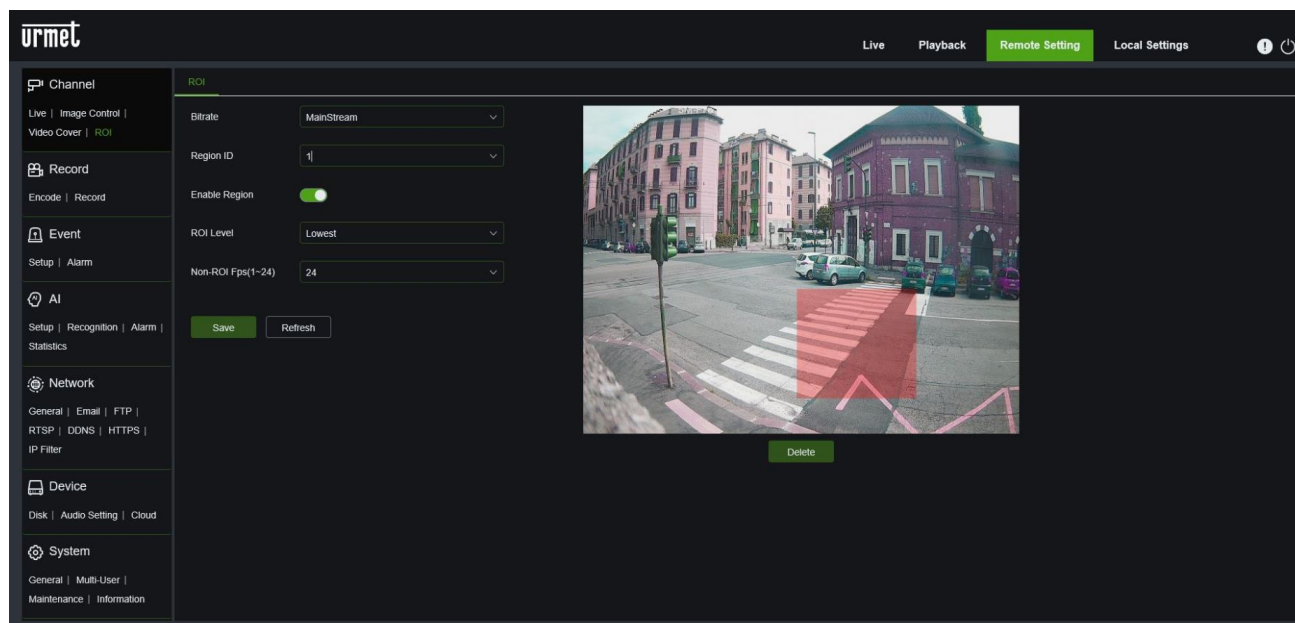 urmet
Live Playback Remote Setting Local Settings
Channel
Live | Image Control |
Video Cover | ROI
Record
Encode | Record
Event
Setup | Alarm
AI
Setup | Recognition | Alarm |
Statistics
Network
General | Email | FTP |
RTSP | DDNS | HTTPS |
IP Filter
Device
Disk | Audio Setting | Cloud
System
General | Multi-User |
Maintenance | Information
ROI
Bitrate MainStream
Region ID 1
Enable Region
ROI Level Lowest
Non-ROI Fps(1~24) 24
Save Refresh
Delete